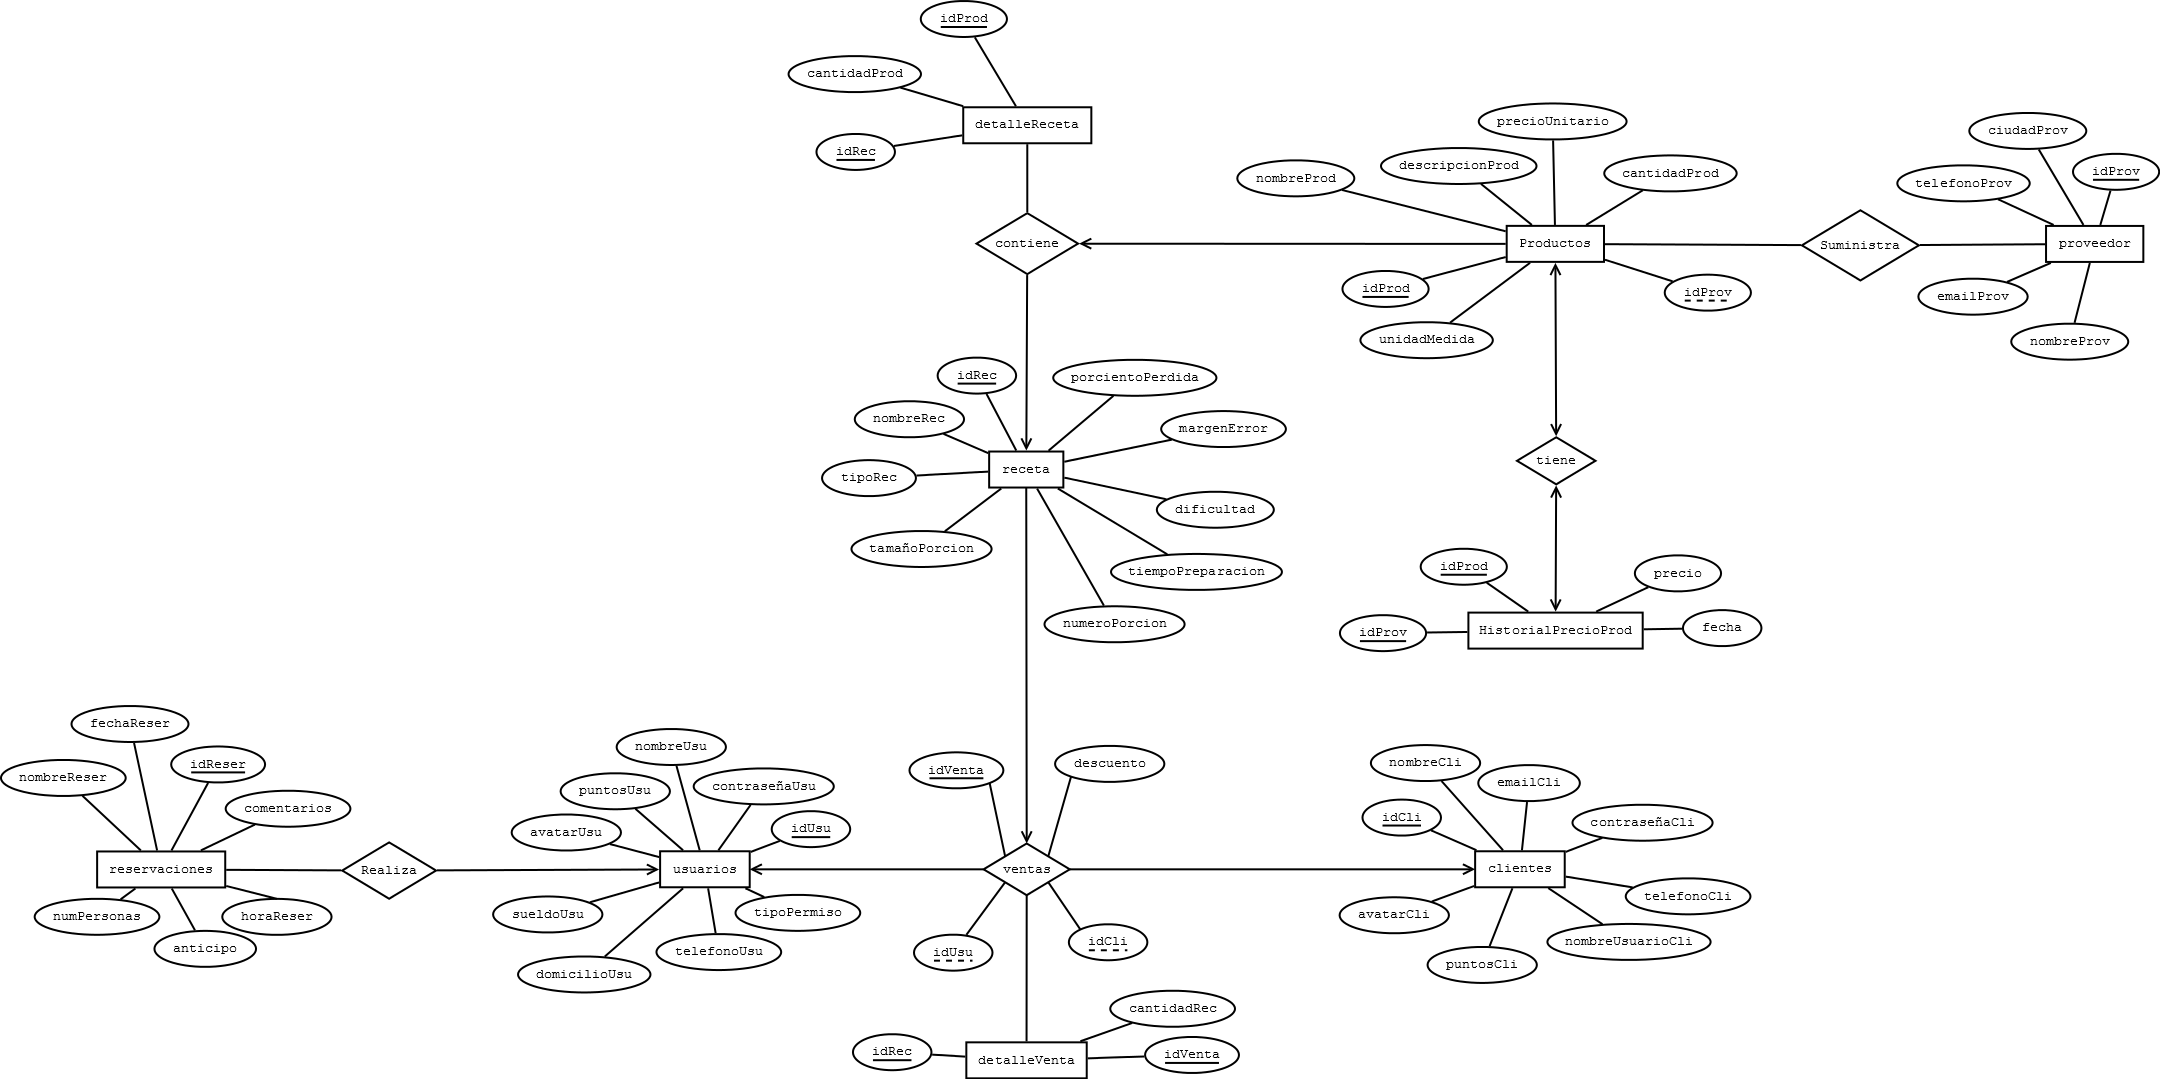 idProd
cantidadProd
detalleReceta
idRec
precioUnitario
ciudadProv
descripcionProd
cantidadProd
idProv
nombreProd
telefonoProv
contiene
Productos
Suministra
proveedor
idProd
idProv
emailProv
unidadMedida
nombreProv
idRec
porcientoPerdida
nombreRec
margenError
receta
tiene
tipoRec
dificultad
tamañoPorcion
tiempoPreparacion
idProd
precio
numeroPorcion
idProv
HistorialPrecioProd
fecha
fechaReser
nombreUsu
nombreReser
idReser
puntosUsu
contraseñaUsu
idVenta
descuento
nombreCli
emailCli
comentarios
avatarUsu
idUsu
idCli
contraseñaCli
reservaciones
Realiza
usuarios
ventas
clientes
numPersonas
horaReser
sueldoUsu
tipoPermiso
avatarCli
telefonoCli
anticipo
telefonoUsu
idUsu
idCli
nombreUsuarioCli
domicilioUsu
puntosCli
cantidadRec
idRec
detalleVenta
idVenta